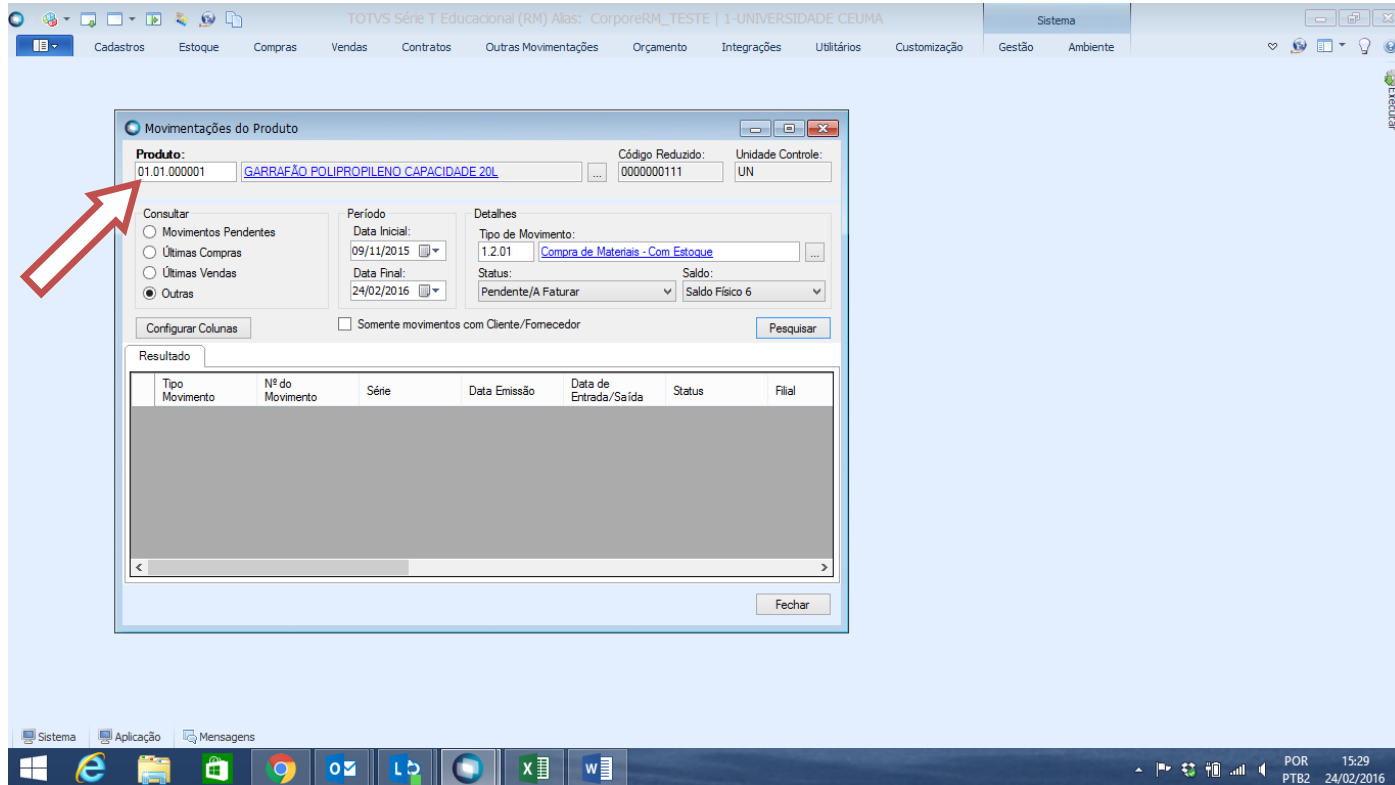 TOTVS Série T Educacional (RM) Alias: CorporeRM_TESTE | 1-UNIVERSIDADE CEUMA
Sistema
Cadastros Estoque Compras Vendas Contratos Outras Movimentações Orçamento Integrações Utilitários Customização Gestão Ambiente
Executar
Movimentações do Produto
Produto: Código Reduzido: Unidade Controle:
01.01.000001 GARRAFÃO POLIPROPILENO CAPACIDADE 20L ... 0000000111 UN
Consultar Período Detalhes
Movimentos Pendentes Data Inicial: Tipo de Movimento:
Últimas Compras 09/11/2015 1.2.01 Compra de Materiais - Com Estoque ...
Últimas Vendas Data Final: Status: Saldo:
Outras 24/02/2016 Pendente/A Faturar Saldo Físico 6
Configurar Colunas Somente movimentos com Cliente/Fornecedor Pesquisar
Resultado
Tipo Movimento Nº do Movimento Série Data Emissão Data de Entrada/Saída Status Filial
Fechar
Sistema Aplicação Mensagens
POR 15:29
PTB2 24/02/2016